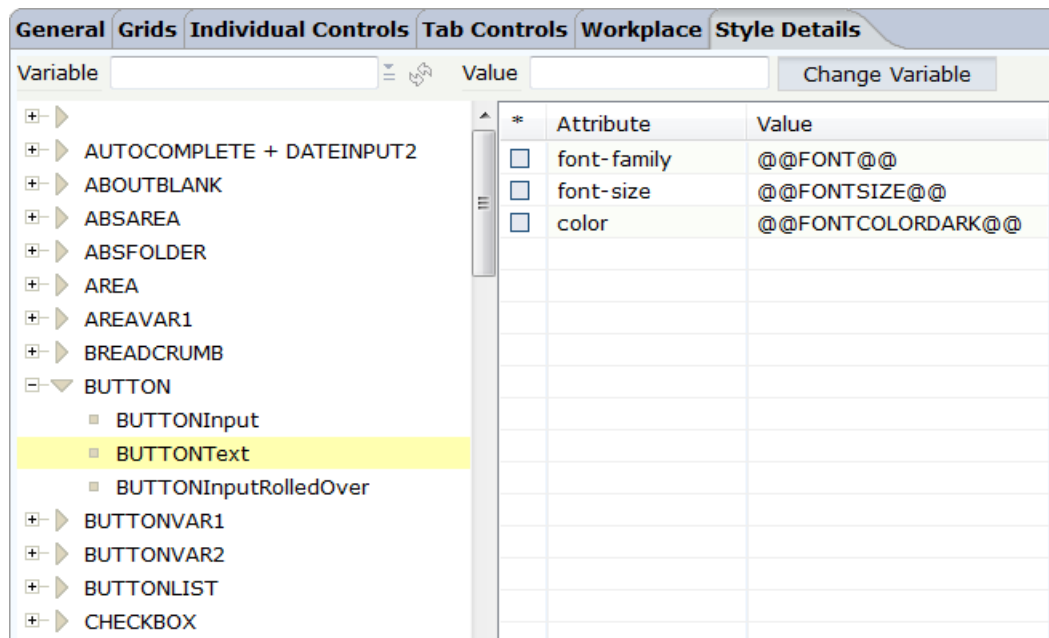 General Grids Individual Controls Tab Controls Workplace Style Details
Variable Value Change Variable
* Attribute Value
AUTOCOMPLETE + DATEINPUT2
ABOUTBLANK
ABSAREA
ABSFOLDER
AREA
AREAVAR1
BREADCRUMB
BUTTON
BUTTONInput
BUTTONText
BUTTONInputRolledOver
BUTTONVAR1
BUTTONVAR2
BUTTONLIST
CHECKBOX
font-family @@FONT@@
font-size @@FONTSIZE@@
color @@FONTCOLORDARK@@